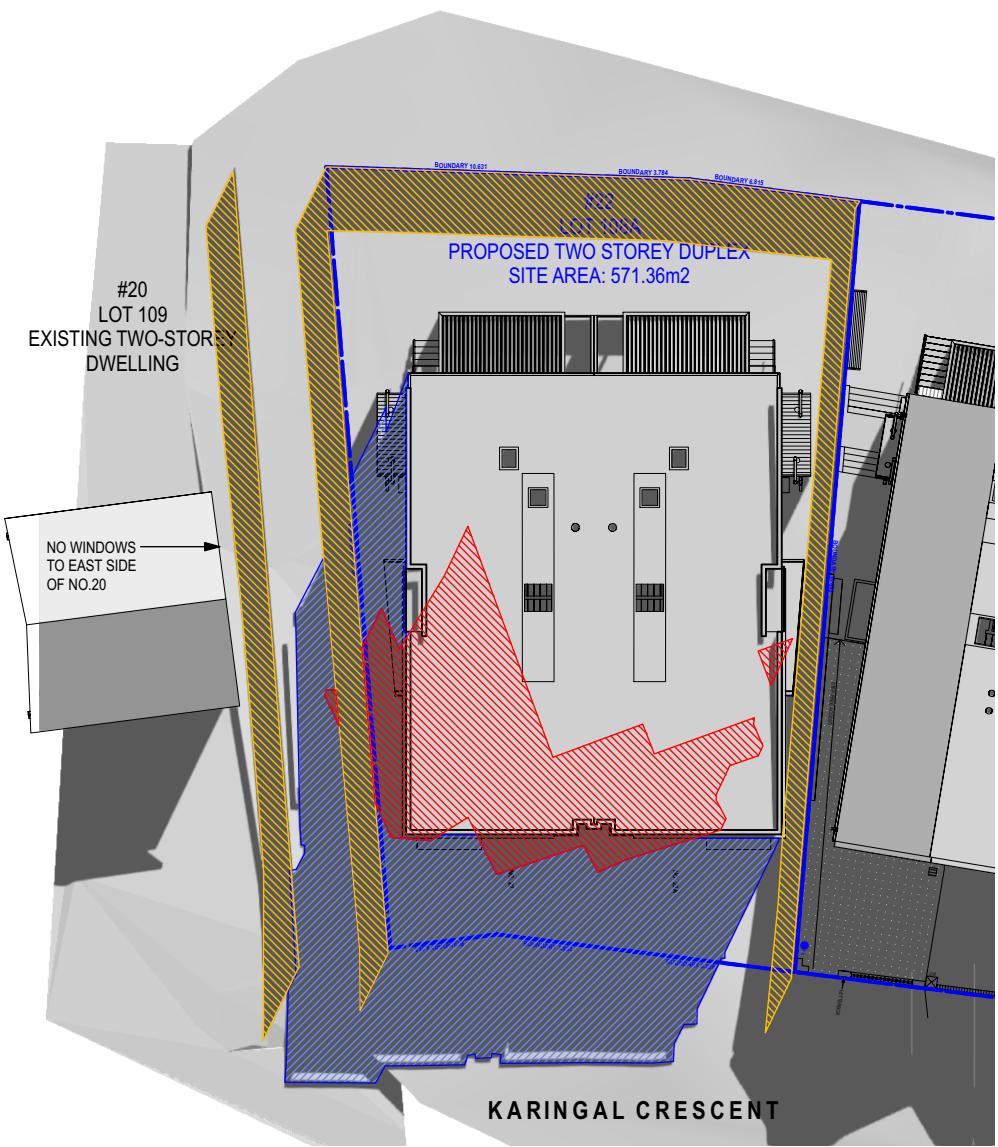 BOUNDARY 10.631
BOUNDARY 3.784
BOUNDARY 6.815
#22
LOT 108A
PROPOSED TWO STOREY DUPLEX
SITE AREA: 571.36m2
#20
LOT 109
EXISTING TWO-STOREY
DWELLING
NO WINDOWS
TO EAST SIDE
OF NO.20
KARINGAL CRESCENT